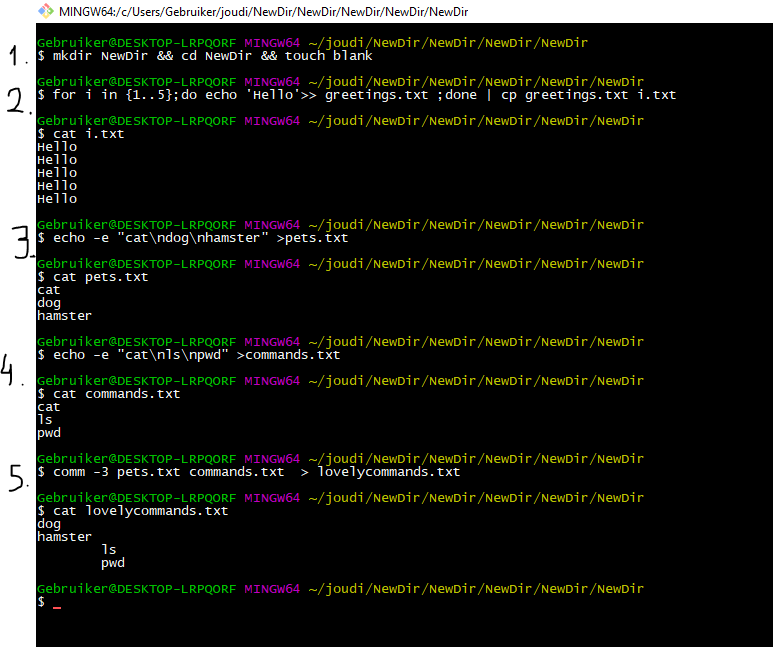 MINGW64:/c/Users/Gebruiker/joudi/NewDir/NewDir/NewDir/NewDir/NewDir
Gebruiker@DESKTOP-LRPQORF MINGW64 ~/joudi/NewDir/NewDir/NewDir/NewDir
1. $ mkdir NewDir && cd NewDir && touch blank
Gebruiker@DESKTOP-LRPQORF MINGW64 ~/joudi/NewDir/NewDir/NewDir/NewDir/NewDir
2. $ for i in {1..5};do echo 'Hello'>> greetings.txt ;done | cp greetings.txt i.txt
Gebruiker@DESKTOP-LRPQORF MINGW64 ~/joudi/NewDir/NewDir/NewDir/NewDir/NewDir
$ cat i.txt
Hello
Hello
Hello
Hello
Hello
Gebruiker@DESKTOP-LRPQORF MINGW64 ~/joudi/NewDir/NewDir/NewDir/NewDir/NewDir
3. $ echo -e "cat\ndog\nhamster" >pets.txt
Gebruiker@DESKTOP-LRPQORF MINGW64 ~/joudi/NewDir/NewDir/NewDir/NewDir/NewDir
$ cat pets.txt
cat
dog
hamster
Gebruiker@DESKTOP-LRPQORF MINGW64 ~/joudi/NewDir/NewDir/NewDir/NewDir/NewDir
4. $ echo -e "cat\nls\npwd" >commands.txt
Gebruiker@DESKTOP-LRPQORF MINGW64 ~/joudi/NewDir/NewDir/NewDir/NewDir/NewDir
$ cat commands.txt
cat
ls
pwd
Gebruiker@DESKTOP-LRPQORF MINGW64 ~/joudi/NewDir/NewDir/NewDir/NewDir/NewDir
5. $ comm -3 pets.txt commands.txt  > lovelycommands.txt
Gebruiker@DESKTOP-LRPQORF MINGW64 ~/joudi/NewDir/NewDir/NewDir/NewDir/NewDir
$ cat lovelycommands.txt
dog
hamster
        ls
        pwd
Gebruiker@DESKTOP-LRPQORF MINGW64 ~/joudi/NewDir/NewDir/NewDir/NewDir/NewDir
$ _